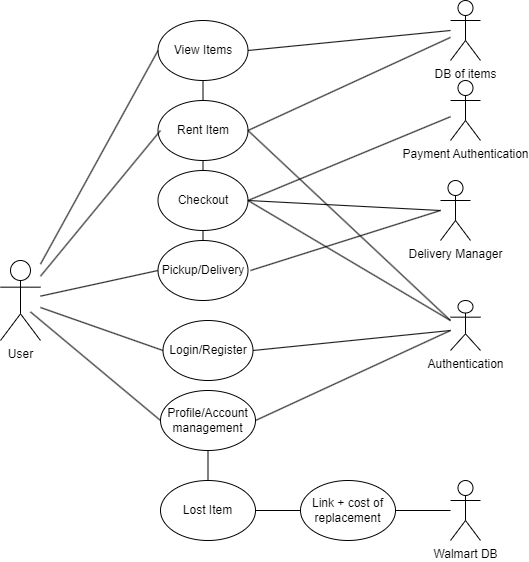 View Items
DB of items
Rent Item
Payment Authentication
Checkout
Delivery Manager
Pickup/Delivery
User
Login/Register
Authentication
Profile/Account
management
Lost Item
Link + cost of
replacement
Walmart DB